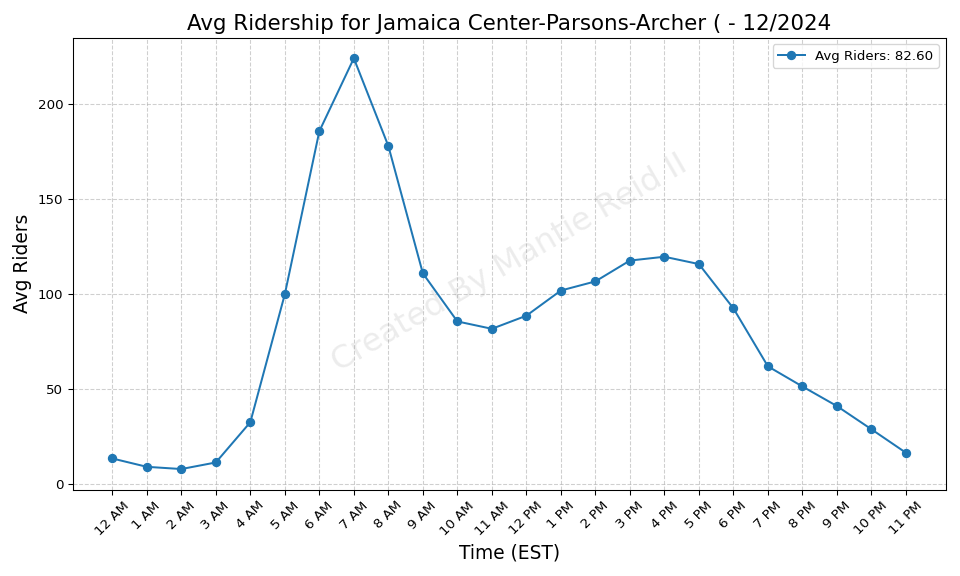 Avg Ridership for Jamaica Center-Parsons-Archer ( - 12/2024
Avg Riders: 82.60
Created By Mantle Reid II
Avg Riders
200
150
100
50
0
12 AM 1 AM 2 AM 3 AM 4 AM 5 AM 6 AM 7 AM 8 AM 9 AM 10 AM 11 AM 12 PM 1 PM 2 PM 3 PM 4 PM 5 PM 6 PM 7 PM 8 PM 9 PM 10 PM 11 PM
Time (EST)